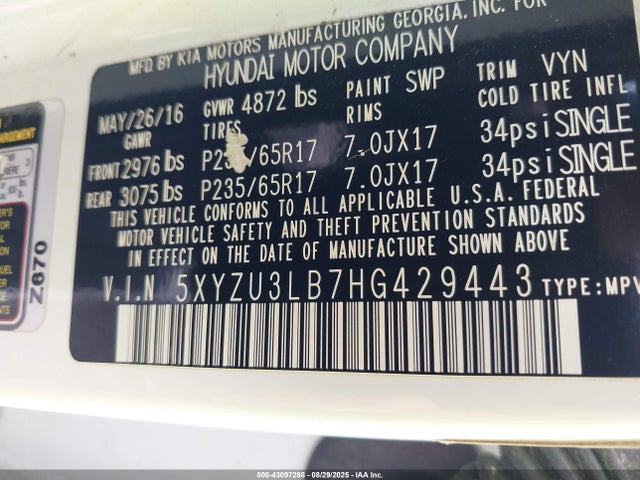 MFD. BY KIA MOTORS MANUFACTURING GEORGIA, INC. FOR
HYUNDAI MOTOR COMPANY
MAY/26/16 GVWR 4872 lbs PAINT SWP TRIM VYN
GAWR TIRES RIMS COLD TIRE INFL
FRONT 2976 lbs P23 /65R17 7.0JX17 34psi SINGLE
REAR 3075 lbs P235/65R17 7.0JX17 34psi SINGLE
THIS VEHICLE CONFORMS TO ALL APPLICABLE U.S.A. FEDERAL
MOTOR VEHICLE SAFETY AND THEFT PREVENTION STANDARDS
IN EFFECT ON THE DATE OF MANUFACTURE SHOWN ABOVE
V.I.N 5XYZU3LB7HG429443 TYPE:MPV
Z670
000-43097288 - 08/29/2025 - IAA Inc.